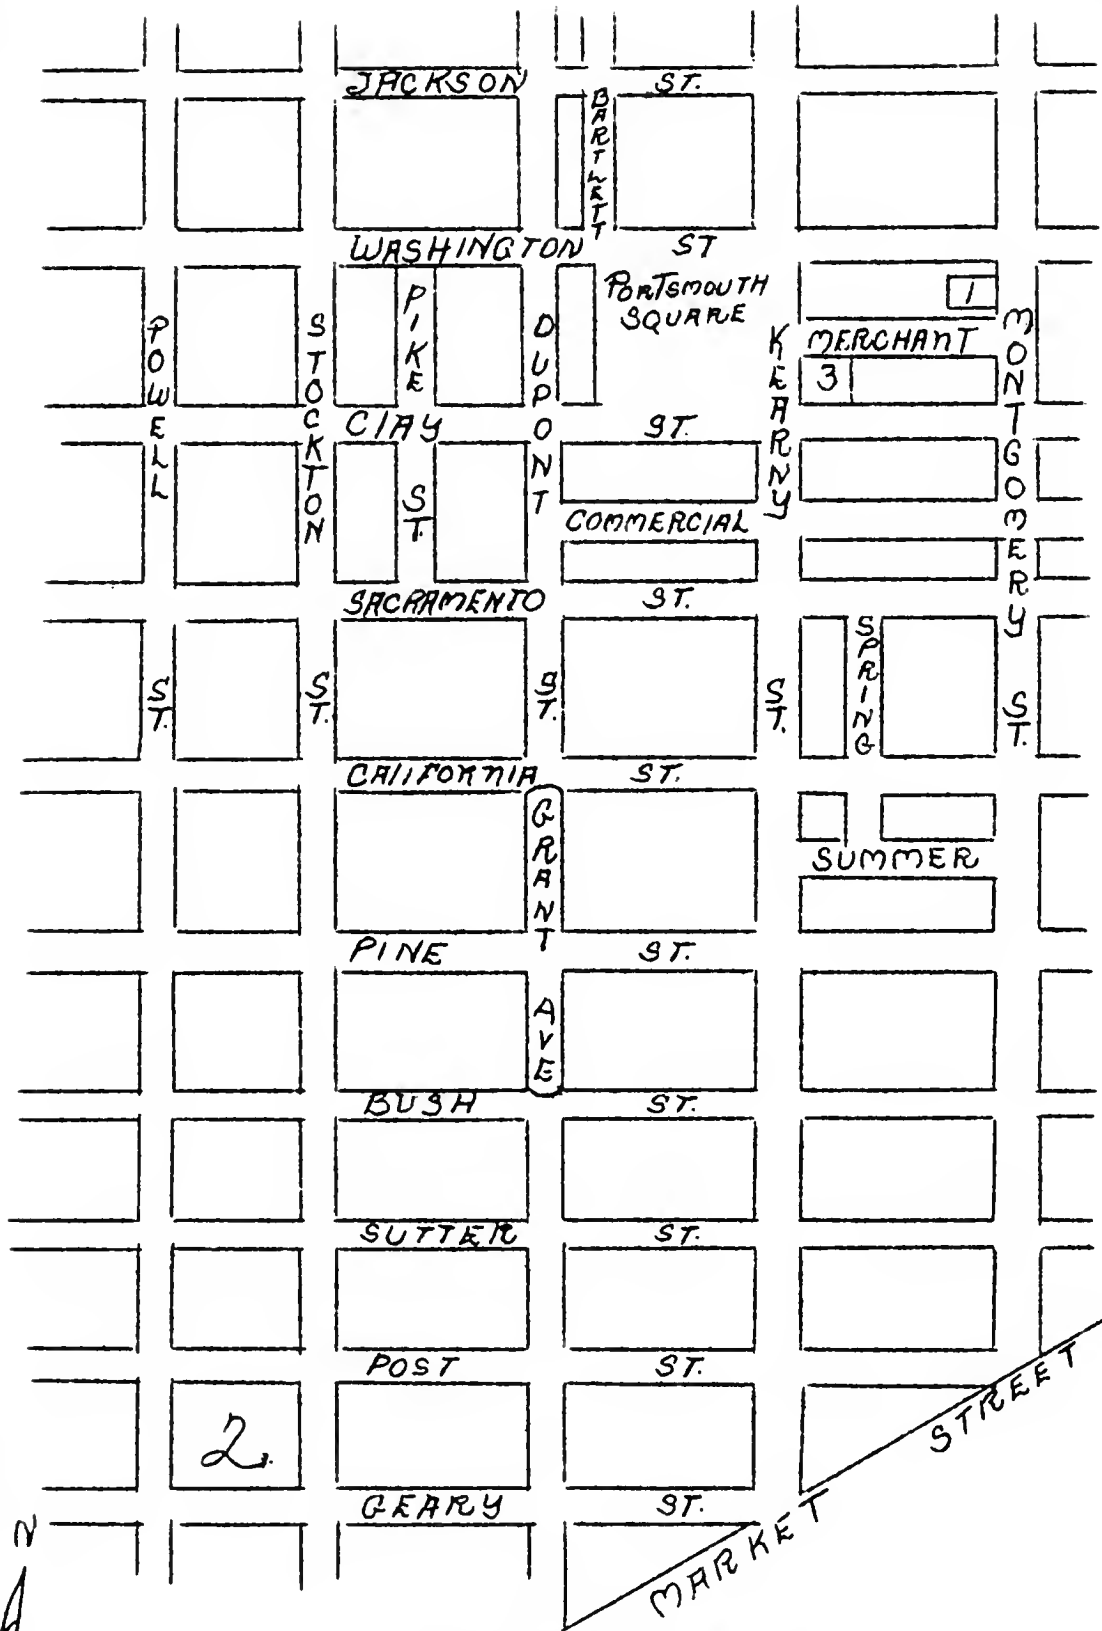 JACKSON ST.
BARTLETT
WASHINGTON ST
PORTSMOUTH
SQUARE
1
MERCHANT
3
POWELL ST.
STOCKTON ST.
PIKE ST.
DUPONT ST.
KEARNY ST.
MONTGOMERY ST.
CLAY ST.
COMMERCIAL
SACRAMENTO ST.
SPRING
CALIFORNIA ST.
GRANT AVE
SUMMER
PINE ST.
BUSH ST.
SUTTER ST.
POST ST.
2.
GEARY ST.
MARKET STREET
N